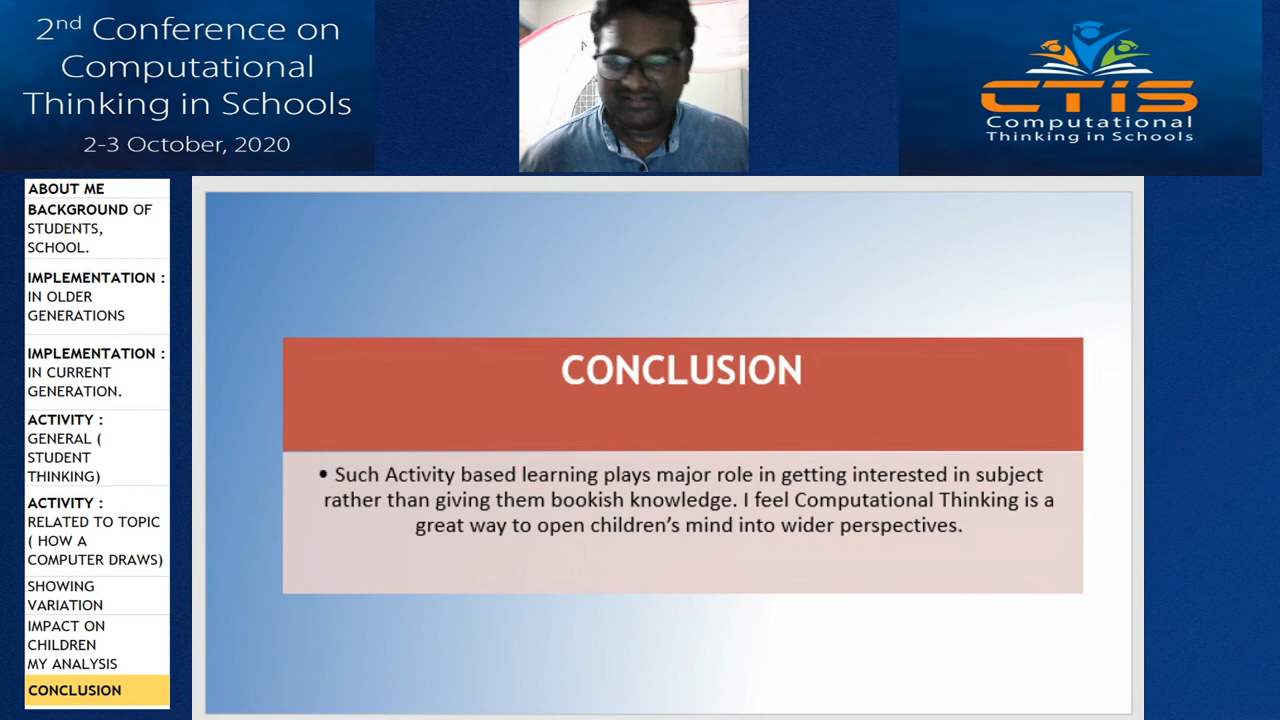 2nd Conference on
Computational
Thinking in Schools
2-3 October, 2020
CTiS
Computational
Thinking in Schools
ABOUT ME
BACKGROUND OF
STUDENTS,
SCHOOL.
IMPLEMENTATION :
IN OLDER
GENERATIONS
IMPLEMENTATION :
IN CURRENT
GENERATION.
ACTIVITY :
GENERAL (
STUDENT
THINKING)
ACTIVITY :
RELATED TO TOPIC
( HOW A
COMPUTER DRAWS)
SHOWING
VARIATION
IMPACT ON
CHILDREN
MY ANALYSIS
CONCLUSION
CONCLUSION
• Such Activity based learning plays major role in getting interested in subject
rather than giving them bookish knowledge. I feel Computational Thinking is a
great way to open children's mind into wider perspectives.